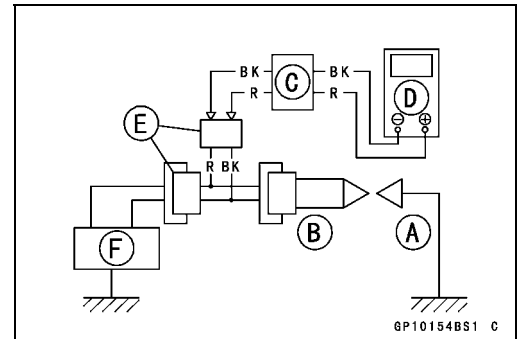 BK C BK
R R
D
⊖ ⊕
E
R BK
B A
F
GP10154BS1 C